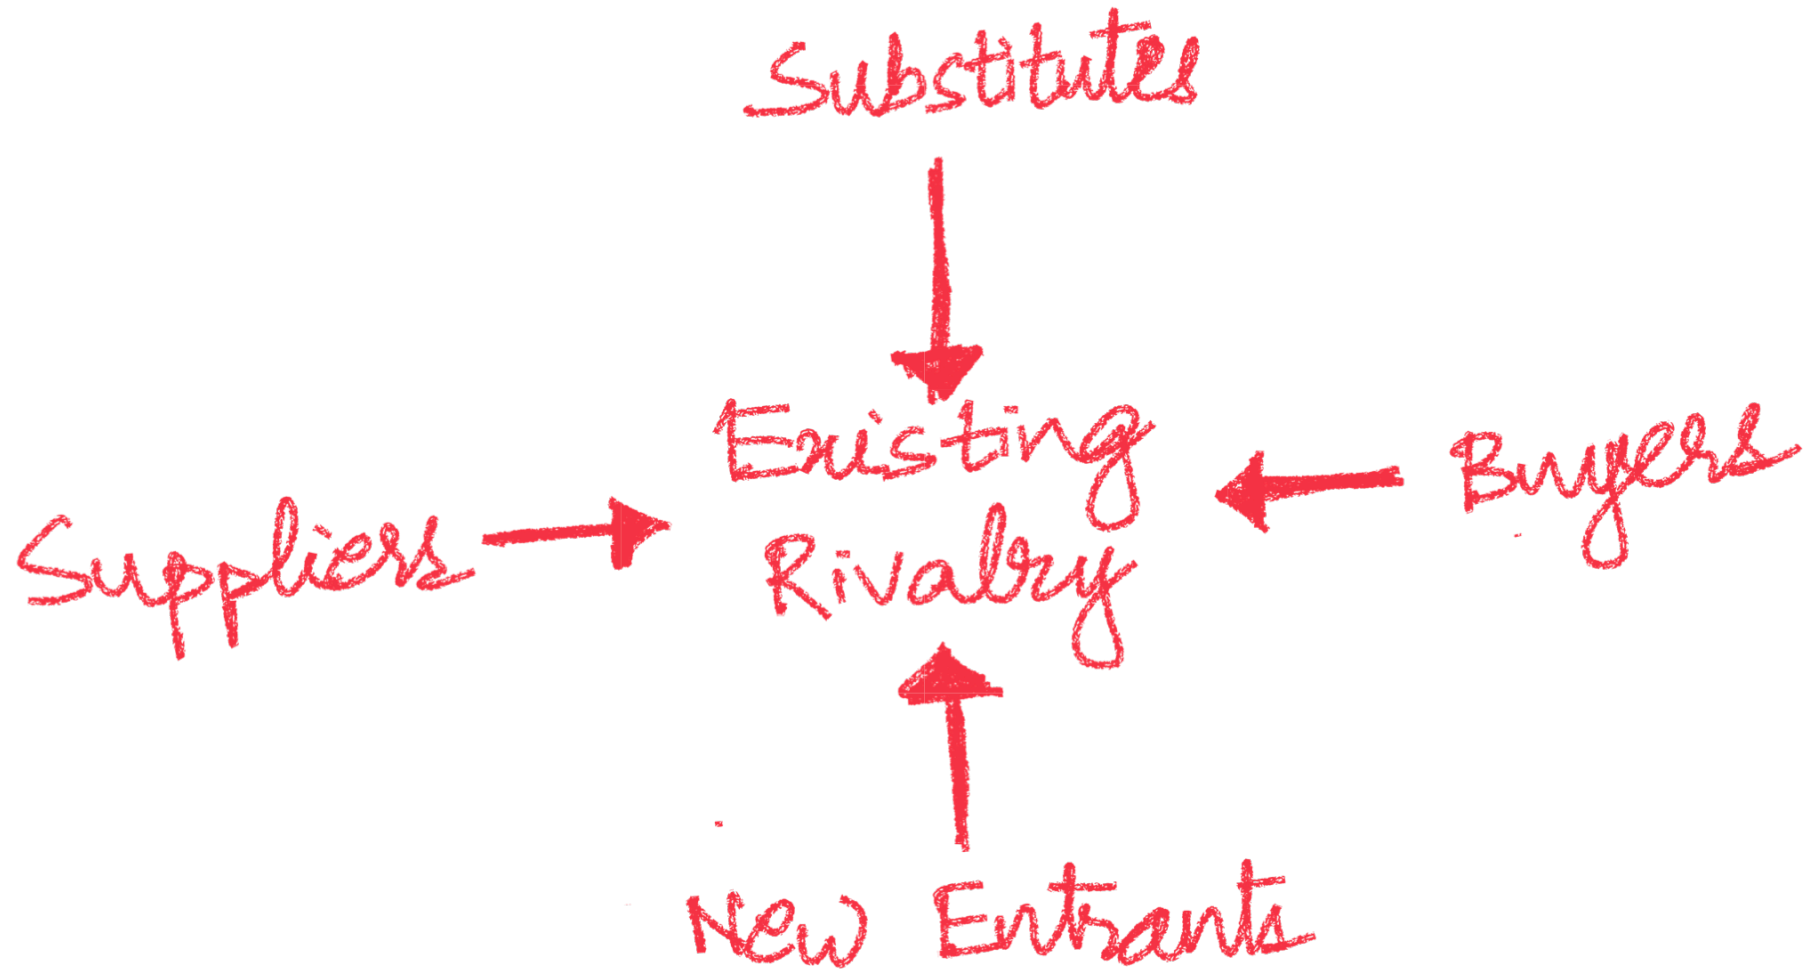 Substitutes
Existing
Rivalry
Suppliers
Buyers
New Entrants